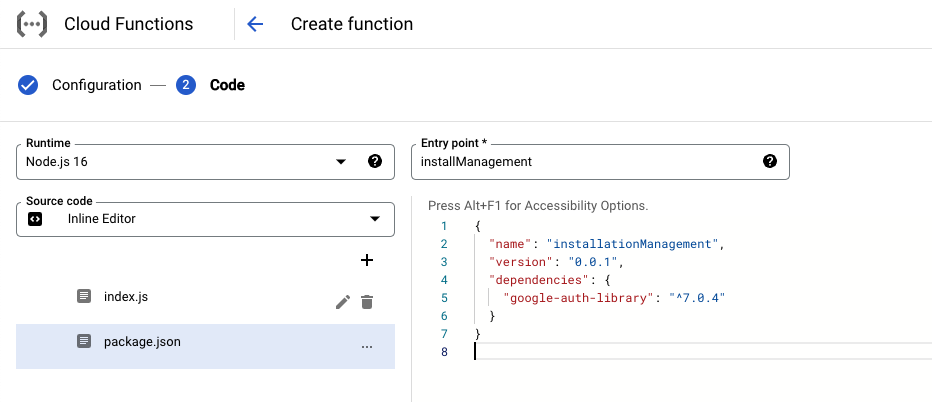 Cloud Functions
Create function
Configuration
2
Code
Runtime
Node.js 16
Entry point *
installManagement
Source code
Inline Editor
index.js
package.json
Press Alt+F1 for Accessibility Options.
1 {
2 "name": "installationManagement",
3 "version": "0.0.1",
4 "dependencies": {
5 "google-auth-library": "^7.0.4"
6 }
7 }
8